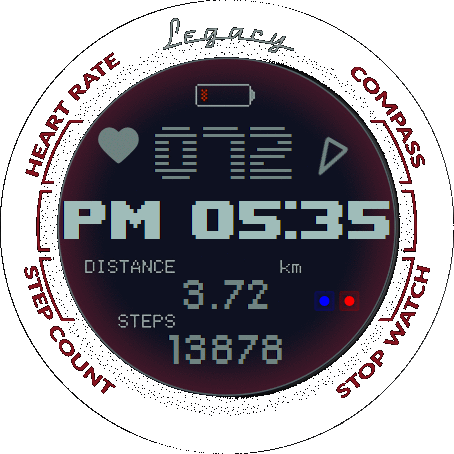 Legacy
HEART RATE
COMPASS
072
PM 05:35
DISTANCE km
3.72
STEPS
13878
STEP COUNT
STOP WATCH